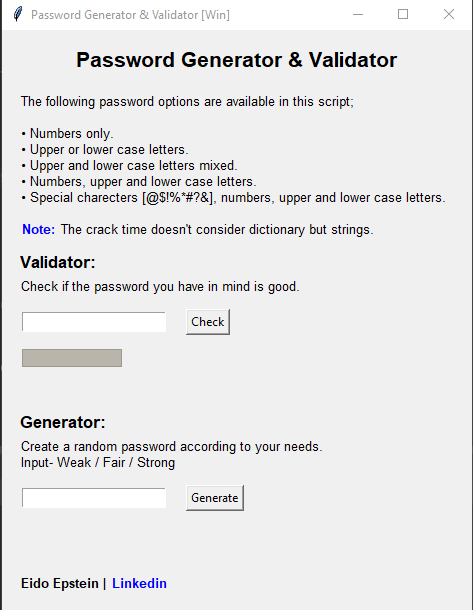 Password Generator & Validator [Win]
Password Generator & Validator
The following password options are available in this script;
• Numbers only.
• Upper or lower case letters.
• Upper and lower case letters mixed.
• Numbers, upper and lower case letters.
• Special charecters [@$!%*#?&], numbers, upper and lower case letters.
Note: The crack time doesn't consider dictionary but strings.
Validator:
Check if the password you have in mind is good.
Check
Generator:
Create a random password according to your needs.
Input- Weak / Fair / Strong
Generate
Eido Epstein | Linkedin